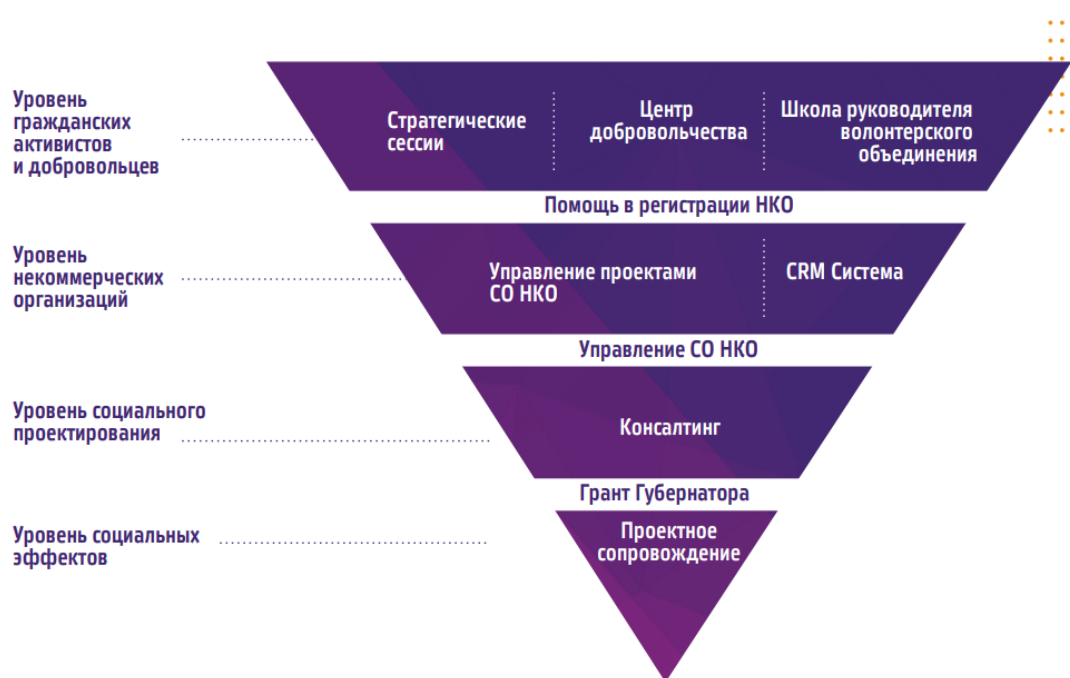 Уровень
гражданских
активистов
и добровольцев
Стратегические
сессии
Центр
добровольчества
Школа руководителя
волонтерского
объединения
Помощь в регистрации НКО
Уровень
некоммерческих
организаций
Управление проектами
СО НКО
CRM Система
Управление СО НКО
Уровень социального
проектирования
Консалтинг
Грант Губернатора
Уровень социальных
эффектов
Проектное
сопровождение